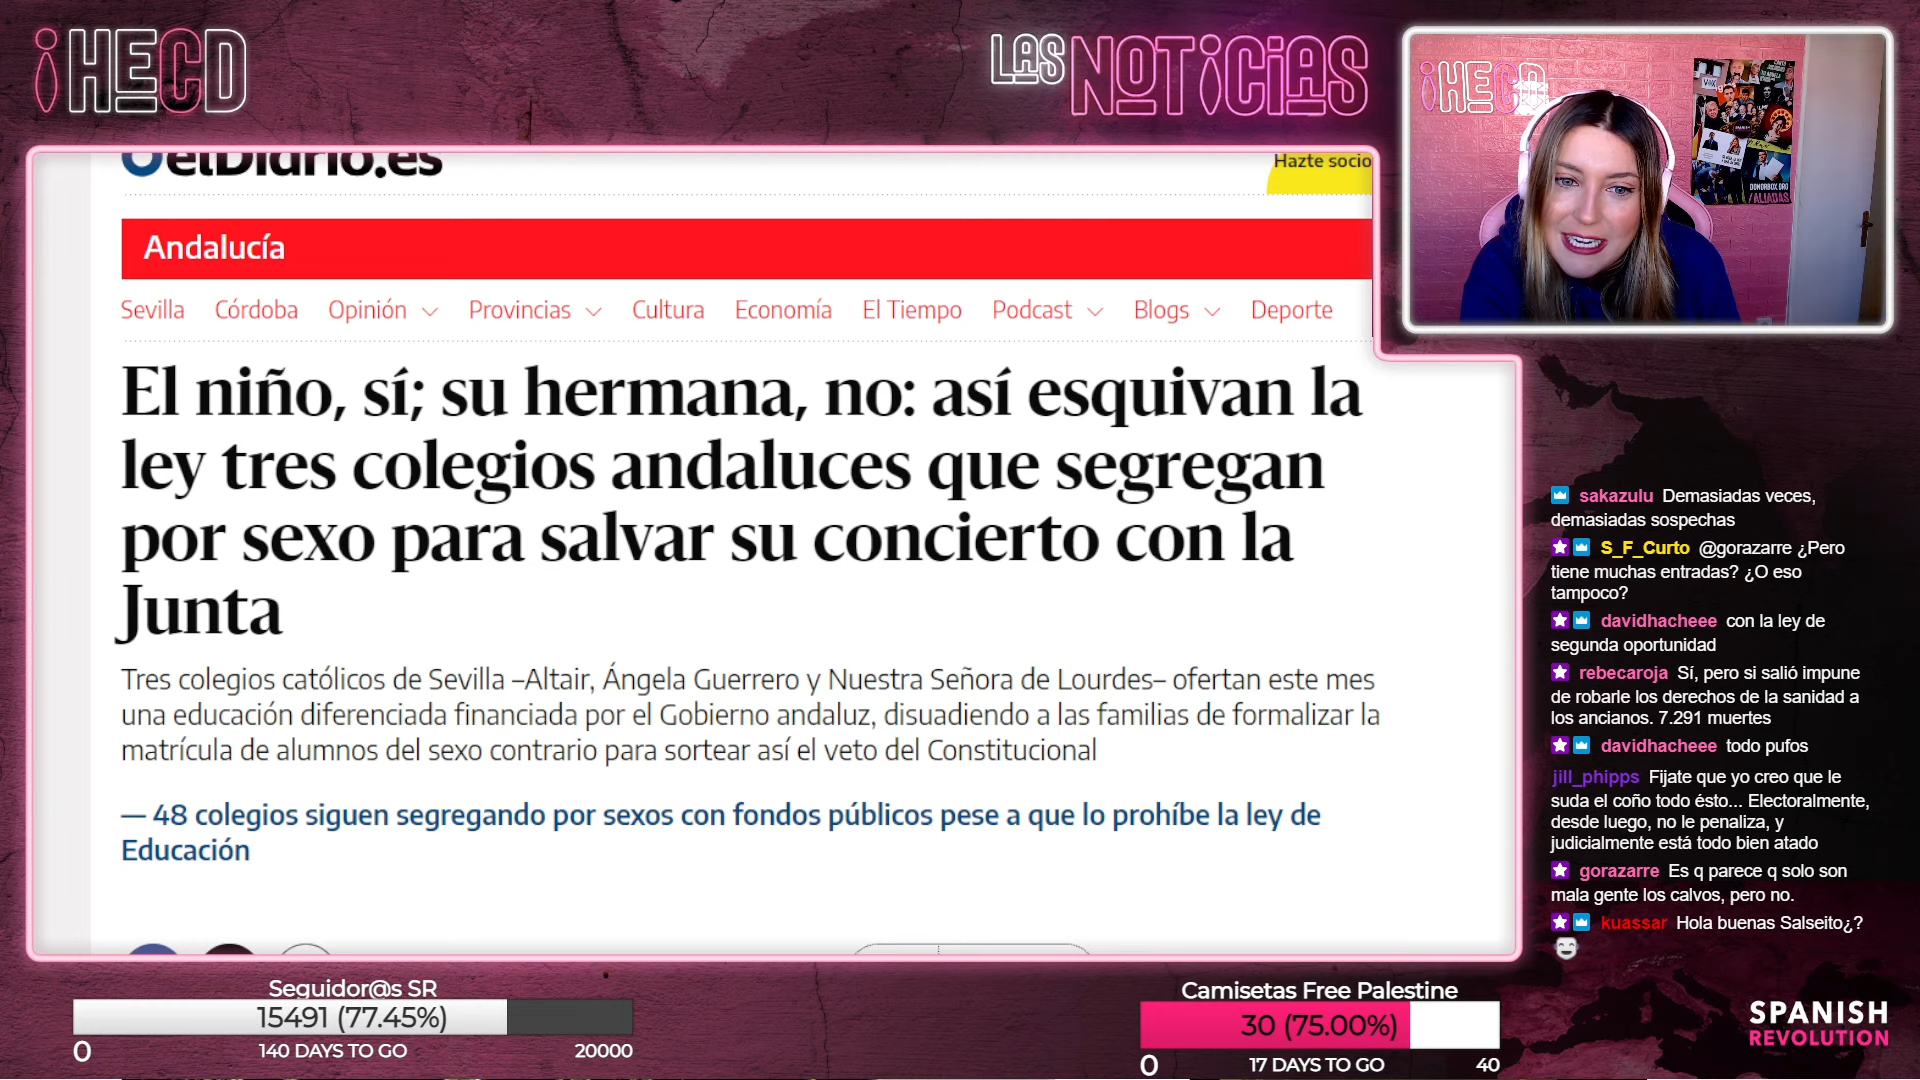 ¡HECD
LAS NOTICIAS
¡HECD
DONORBOX.ORG
/ALIADAS
elDiario.es
Hazte socio
Andalucía
Sevilla Córdoba Opinión Provincias Cultura Economía El Tiempo Podcast Blogs Deporte
El niño, sí; su hermana, no: así esquivan la
ley tres colegios andaluces que segregan
por sexo para salvar su concierto con la
Junta
Tres colegios católicos de Sevilla –Altair, Ángela Guerrero y Nuestra Señora de Lourdes– ofertan este mes
una educación diferenciada financiada por el Gobierno andaluz, disuadiendo a las familias de formalizar la
matrícula de alumnos del sexo contrario para sortear así el veto del Constitucional
— 48 colegios siguen segregando por sexos con fondos públicos pese a que lo prohíbe la ley de
Educación
sakazulu Demasiadas veces,
demasiadas sospechas
S_F_Curto @gorazarre ¿Pero
tiene muchas entradas? ¿O eso
tampoco?
davidhacheee con la ley de
segunda oportunidad
rebecaroja Sí, pero si salió impune
de robarle los derechos de la sanidad a
los ancianos. 7.291 muertes
davidhacheee todo pufos
jill_phipps Fijate que yo creo que le
suda el coño todo ésto... Electoralmente,
desde luego, no le penaliza, y
judicialmente está todo bien atado
gorazarre Es q parece q solo son
mala gente los calvos, pero no.
kuassar Hola buenas Salseito¿?
Seguidor@s SR
15491 (77.45%)
0 140 DAYS TO GO 20000
Camisetas Free Palestine
30 (75.00%)
0 17 DAYS TO GO 40
SPANISH
REVOLUTION